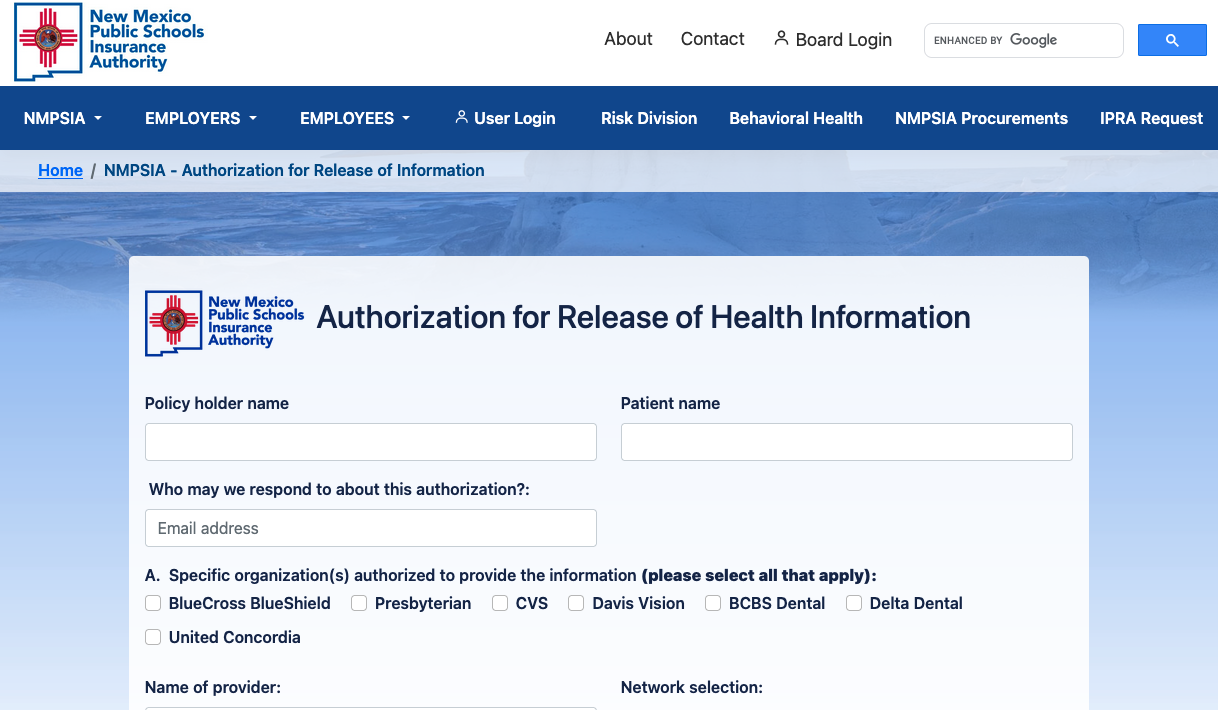 New Mexico
Public Schools
Insurance
Authority
About Contact Board Login ENHANCED BY Google
NMPSIA EMPLOYERS EMPLOYEES User Login Risk Division Behavioral Health NMPSIA Procurements IPRA Request
Home / NMPSIA - Authorization for Release of Information
New Mexico
Public Schools
Insurance
Authority
Authorization for Release of Health Information
Policy holder name Patient name
Who may we respond to about this authorization?:
Email address
A. Specific organization(s) authorized to provide the information (please select all that apply):
BlueCross BlueShield Presbyterian CVS Davis Vision BCBS Dental Delta Dental
United Concordia
Name of provider: Network selection: